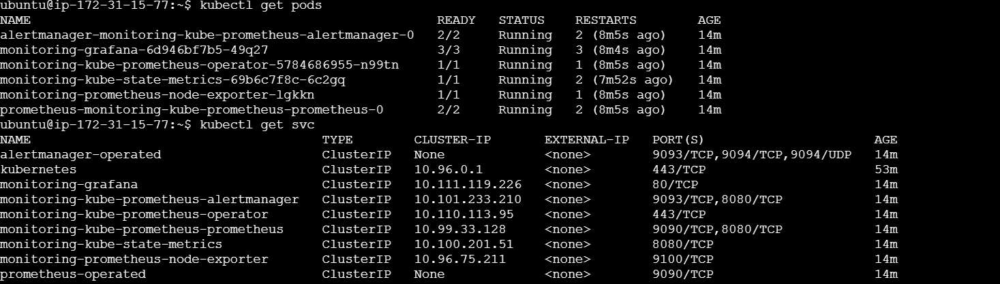 ubuntu@ip-172-31-15-77:~$ kubectl get pods
NAME READY STATUS RESTARTS AGE
alertmanager-monitoring-kube-prometheus-alertmanager-0 2/2 Running 2 (8m5s ago) 14m
monitoring-grafana-6d946bf7b5-49q27 3/3 Running 3 (8m4s ago) 14m
monitoring-kube-prometheus-operator-5784686955-n99tn 1/1 Running 1 (8m5s ago) 14m
monitoring-kube-state-metrics-69b6c7f8c-6c2gq 1/1 Running 2 (7m52s ago) 14m
monitoring-prometheus-node-exporter-lgkkn 1/1 Running 1 (8m5s ago) 14m
prometheus-monitoring-kube-prometheus-prometheus-0 2/2 Running 2 (8m5s ago) 14m
ubuntu@ip-172-31-15-77:~$ kubectl get svc
NAME TYPE CLUSTER-IP EXTERNAL-IP PORT(S) AGE
alertmanager-operated ClusterIP None <none> 9093/TCP,9094/TCP,9094/UDP 14m
kubernetes ClusterIP 10.96.0.1 <none> 443/TCP 53m
monitoring-grafana ClusterIP 10.111.119.226 <none> 80/TCP 14m
monitoring-kube-prometheus-alertmanager ClusterIP 10.101.233.210 <none> 9093/TCP,8080/TCP 14m
monitoring-kube-prometheus-operator ClusterIP 10.110.113.95 <none> 443/TCP 14m
monitoring-kube-prometheus-prometheus ClusterIP 10.99.33.128 <none> 9090/TCP,8080/TCP 14m
monitoring-kube-state-metrics ClusterIP 10.100.201.51 <none> 8080/TCP 14m
monitoring-prometheus-node-exporter ClusterIP 10.96.75.211 <none> 9100/TCP 14m
prometheus-operated ClusterIP None <none> 9090/TCP 14m